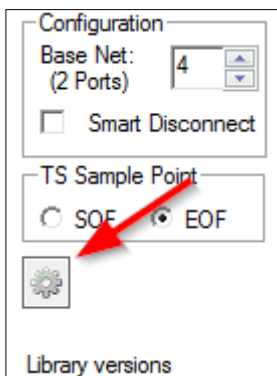 Configuration
Base Net:
(2 Ports)
4
Smart Disconnect
TS Sample Point
SOF
EOF
Library versions